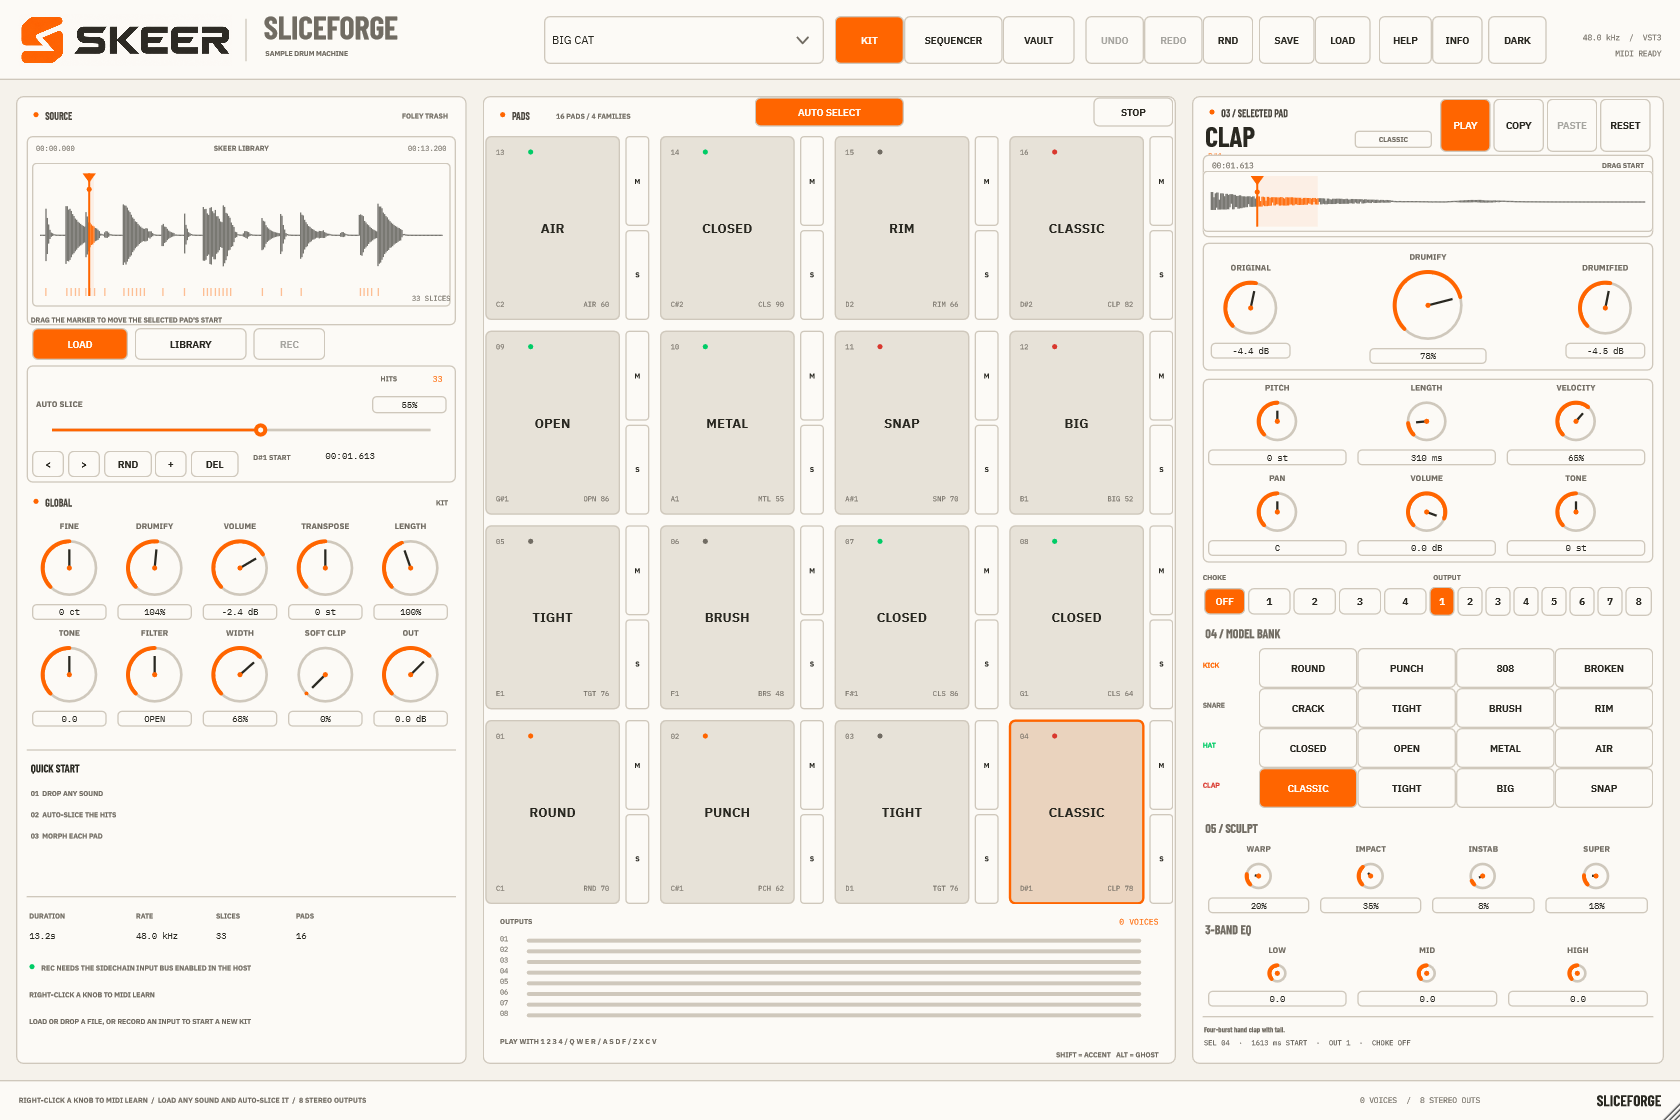 SKEER
SLICEFORGE
SAMPLE DRUM MACHINE
BIG CAT
KIT
SEQUENCER
VAULT
UNDO
REDO
RND
SAVE
LOAD
HELP
INFO
DARK
48.0 kHz / VST3
MIDI READY
SOURCE
FOLEY TRASH
00:00.000
SKEER LIBRARY
00:13.200
33 SLICES
DRAG THE MARKER TO MOVE THE SELECTED PAD'S START
LOAD
LIBRARY
REC
HITS
33
AUTO SLICE
55%
<
>
RND
+
DEL
D#1 START
00:01.613
GLOBAL
KIT
FINE
DRUMIFY
VOLUME
TRANSPOSE
LENGTH
0 ct
104%
-2.4 dB
0 st
100%
TONE
FILTER
WIDTH
SOFT CLIP
OUT
0.0
OPEN
68%
0%
0.0 dB
QUICK START
01 DROP ANY SOUND
02 AUTO-SLICE THE HITS
03 MORPH EACH PAD
DURATION
RATE
SLICES
PADS
13.2s
48.0 kHz
33
16
REC NEEDS THE SIDECHAIN INPUT BUS ENABLED IN THE HOST
RIGHT-CLICK A KNOB TO MIDI LEARN
LOAD OR DROP A FILE, OR RECORD AN INPUT TO START A NEW KIT
PADS
16 PADS / 4 FAMILIES
AUTO SELECT
STOP
13
AIR
C2
AIR 60
M
S
14
CLOSED
C#2
CLS 90
M
S
15
RIM
D2
RIM 66
M
S
16
CLASSIC
D#2
CLP 82
M
S
09
OPEN
G#1
OPN 86
M
S
10
METAL
A1
MTL 55
M
S
11
SNAP
A#1
SNP 70
M
S
12
BIG
B1
BIG 52
M
S
05
TIGHT
E1
TGT 76
M
S
06
BRUSH
F1
BRS 48
M
S
07
CLOSED
F#1
CLS 86
M
S
08
CLOSED
G1
CLS 64
M
S
01
ROUND
C1
RND 70
M
S
02
PUNCH
C#1
PCH 62
M
S
03
TIGHT
D1
TGT 76
M
S
04
CLASSIC
D#1
CLP 78
M
S
OUTPUTS
0 VOICES
01
02
03
04
05
06
07
08
PLAY WITH 1 2 3 4 / Q W E R / A S D F / Z X C V
SHIFT = ACCENT ALT = GHOST
03 / SELECTED PAD
CLAP
CLASSIC
PLAY
COPY
PASTE
RESET
00:01.613
DRAG START
ORIGINAL
DRUMIFY
DRUMIFIED
-4.4 dB
78%
-4.5 dB
PITCH
LENGTH
VELOCITY
0 st
310 ms
65%
PAN
VOLUME
TONE
C
0.0 dB
0 st
CHOKE
OUTPUT
OFF
1
2
3
4
1
2
3
4
5
6
7
8
04 / MODEL BANK
KICK
ROUND
PUNCH
808
BROKEN
SNARE
CRACK
TIGHT
BRUSH
RIM
HAT
CLOSED
OPEN
METAL
AIR
CLAP
CLASSIC
TIGHT
BIG
SNAP
05 / SCULPT
WARP
IMPACT
INSTAB
SUPER
20%
35%
8%
18%
3-BAND EQ
LOW
MID
HIGH
0.0
0.0
0.0
Four-burst hand clap with tail.
SEL 04 · 1613 ms START · OUT 1 · CHOKE OFF
RIGHT-CLICK A KNOB TO MIDI LEARN / LOAD ANY SOUND AND AUTO-SLICE IT / 8 STEREO OUTPUTS
0 VOICES / 8 STEREO OUTS
SLICEFORGE